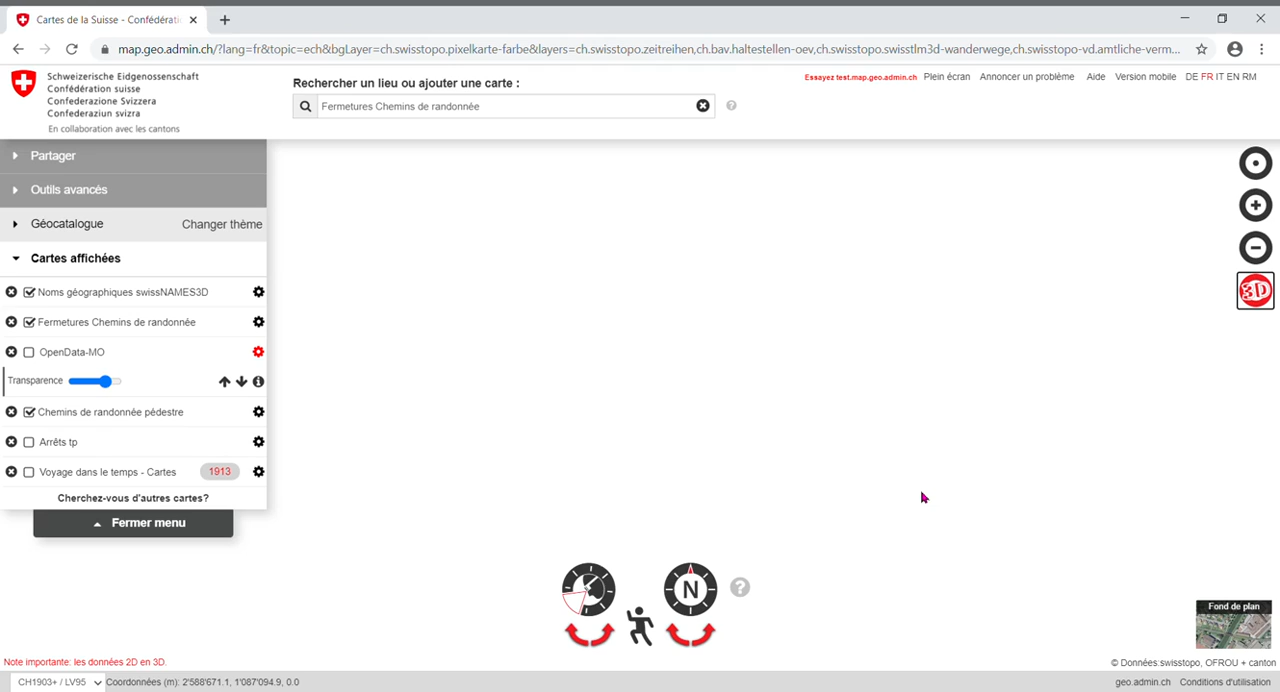 Cartes de la Suisse - Confédérati
map.geo.admin.ch/?lang=fr&topic=ech&bgLayer=ch.swisstopo.pixelkarte-farbe&layers=ch.swisstopo.zeitreihen,ch.bav.haltestellen-oev,ch.swisstopo.swisstlm3d-wanderwege,ch.swisstopo-vd.amtliche-verm...
Schweizerische Eidgenossenschaft
Confédération suisse
Confederazione Svizzera
Confederaziun svizra
En collaboration avec les cantons
Rechercher un lieu ou ajouter une carte :
Fermetures Chemins de randonnée
Essayez test.map.geo.admin.ch Plein écran Annoncer un problème Aide Version mobile DE FR IT EN RM
Partager
Outils avancés
Géocatalogue Changer thème
Cartes affichées
Noms géographiques swissNAMES3D
Fermetures Chemins de randonnée
OpenData-MO
Transparence
Chemins de randonnée pédestre
Arrêts tp
Voyage dans le temps - Cartes 1913
Cherchez-vous d'autres cartes?
Fermer menu
3D
N
Fond de plan
Note importante: les données 2D en 3D.
© Données:swisstopo, OFROU + canton
CH1903+ / LV95 Coordonnées (m): 2'588'671.1, 1'087'094.9, 0.0
geo.admin.ch Conditions d'utilisation